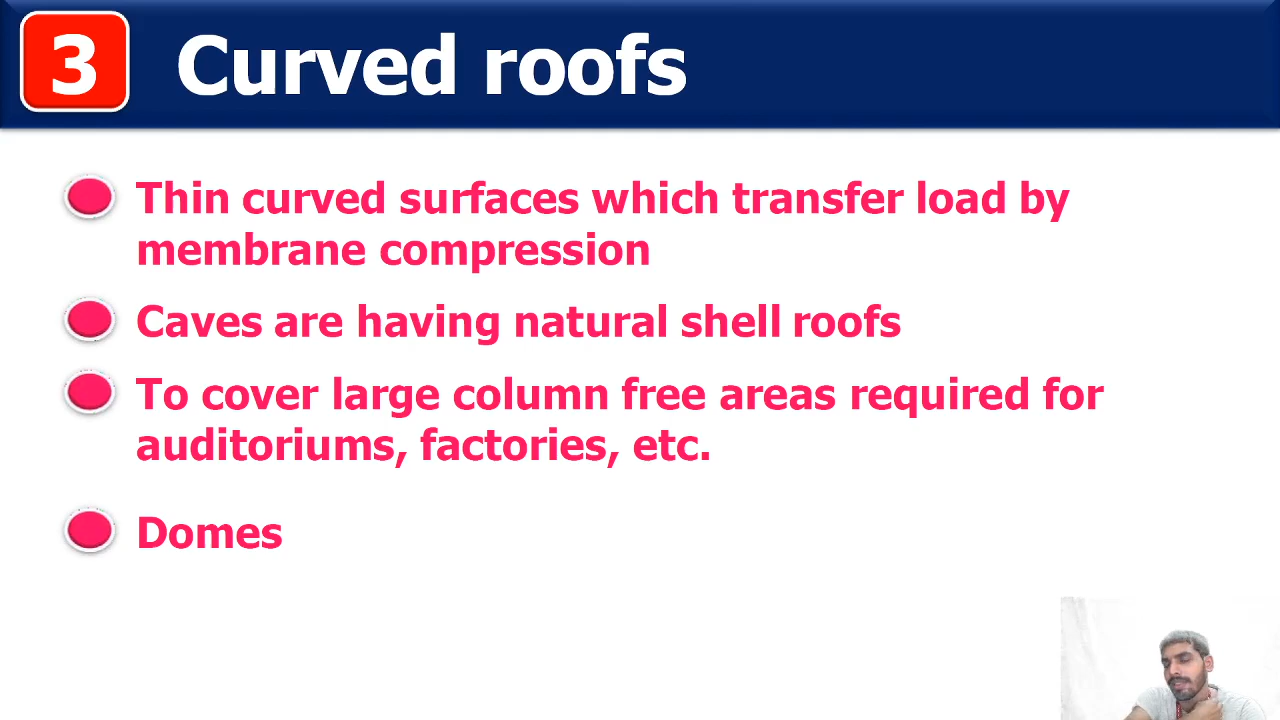 3 Curved roofs
Thin curved surfaces which transfer load by
membrane compression
Caves are having natural shell roofs
To cover large column free areas required for
auditoriums, factories, etc.
Domes